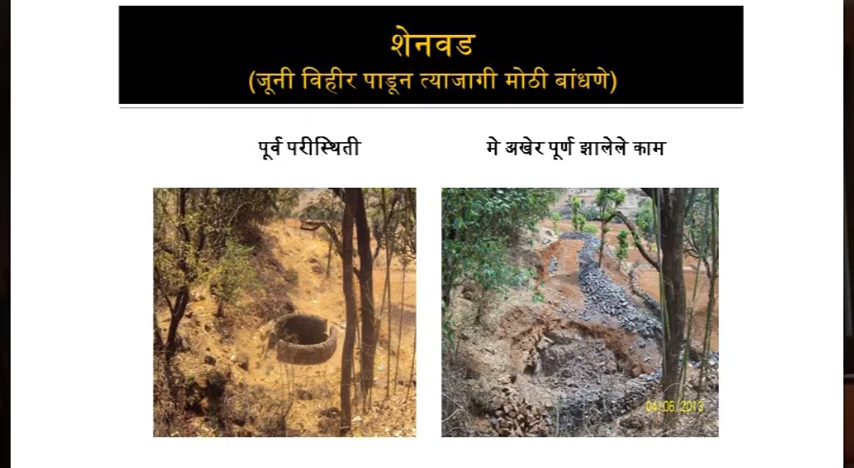 शेनवड
(जूनी विहीर पाडून त्याजागी मोठी बांधणे)
पूर्व परीस्थिती
मे अखेर पूर्ण झालेले काम
04/06/2013